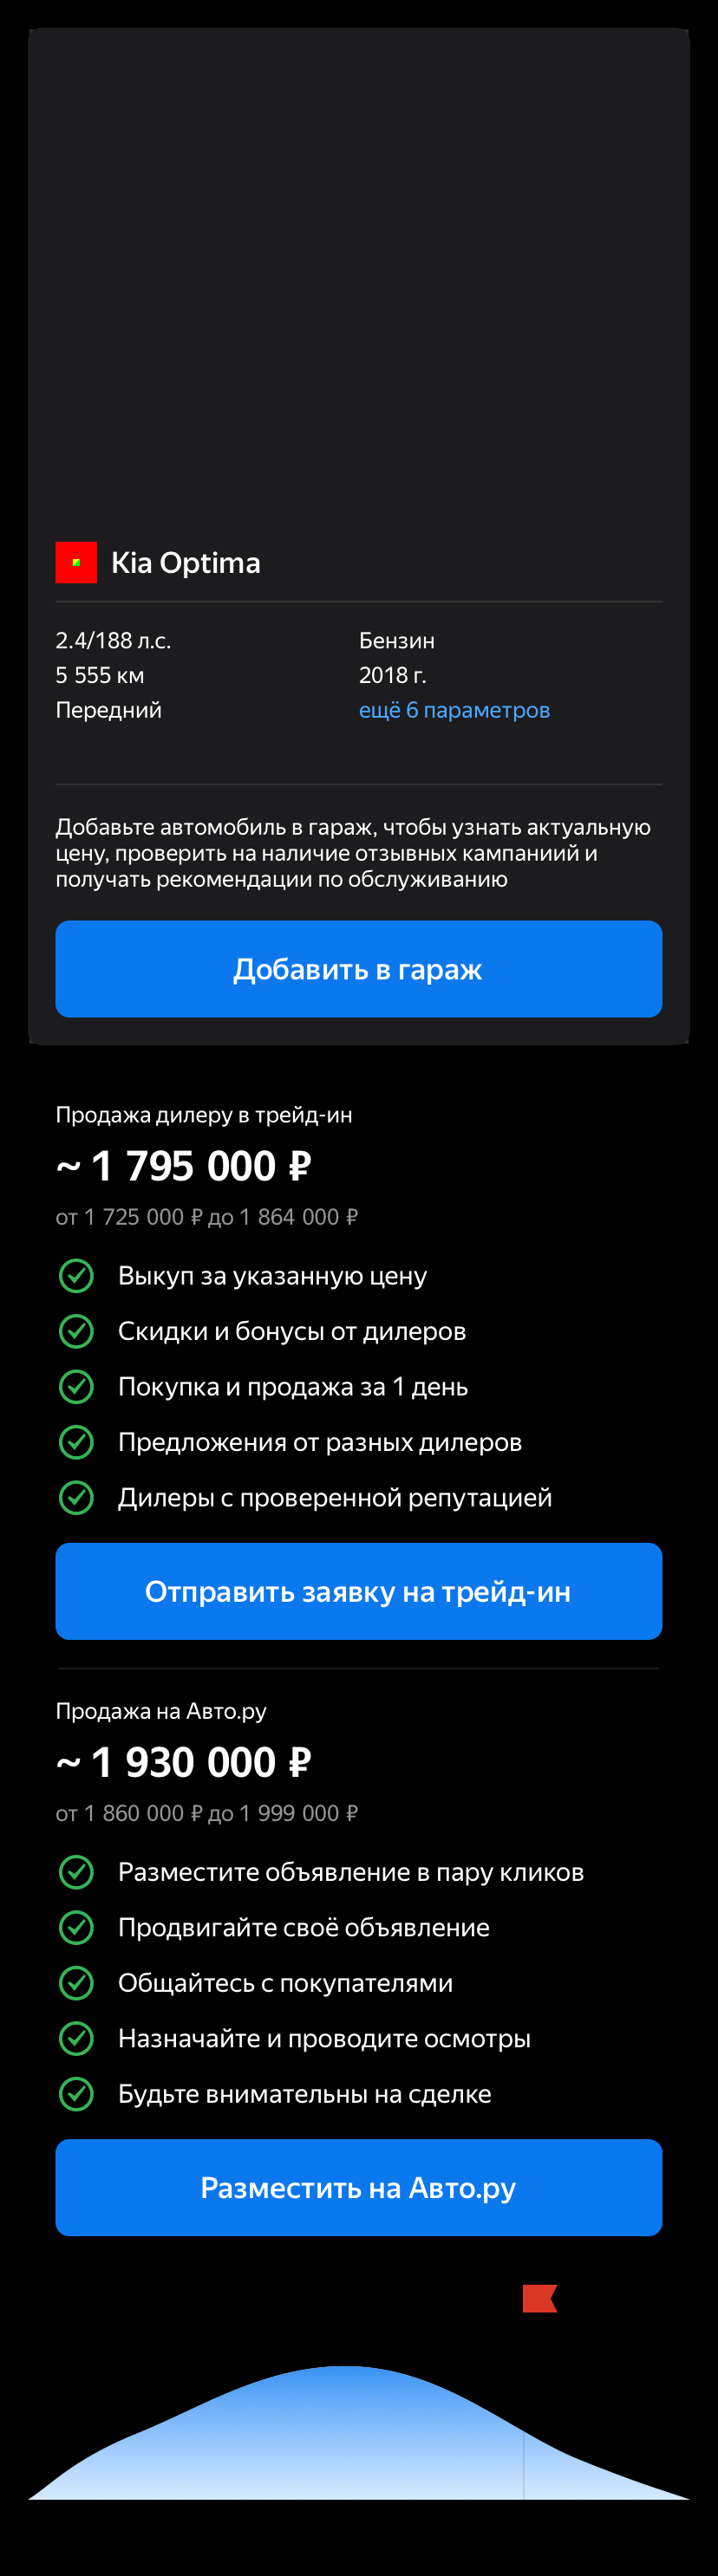 Kia Optima
2.4/188 л.с.
Бензин
5 555 км
2018 г.
Передний
ещё 6 параметров
Добавьте автомобиль в гараж, чтобы узнать актуальную
цену, проверить на наличие отзывных кампаниий и
получать рекомендации по обслуживанию
Добавить в гараж
Продажа дилеру в трейд-ин
~ 1 795 000 ₽
от 1 725 000 ₽ до 1 864 000 ₽
Выкуп за указанную цену
Скидки и бонусы от дилеров
Покупка и продажа за 1 день
Предложения от разных дилеров
Дилеры с проверенной репутацией
Отправить заявку на трейд-ин
Продажа на Авто.ру
~ 1 930 000 ₽
от 1 860 000 ₽ до 1 999 000 ₽
Разместите объявление в пару кликов
Продвигайте своё объявление
Общайтесь с покупателями
Назначайте и проводите осмотры
Будьте внимательны на сделке
Разместить на Авто.ру